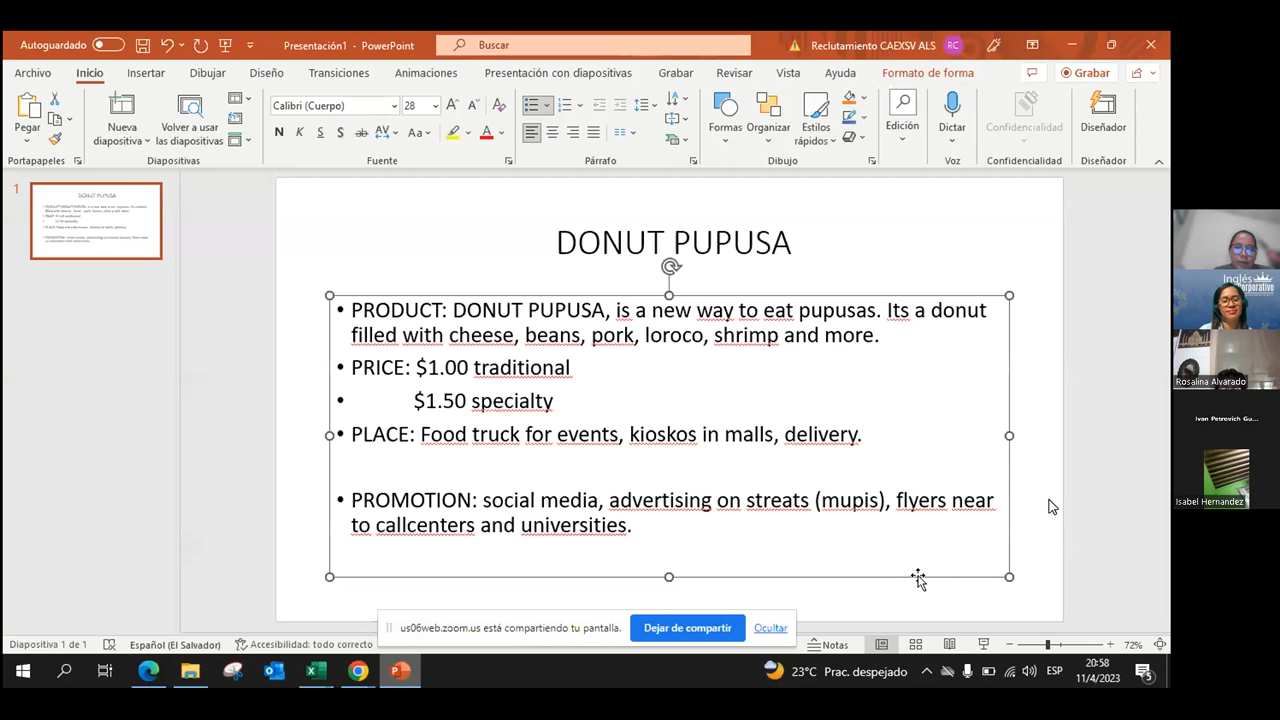 Autoguardado
Presentación1 - PowerPoint
Buscar
Reclutamiento CAEXSV ALS RC
Archivo Inicio Insertar Dibujar Diseño Transiciones Animaciones Presentación con diapositivas Grabar Revisar Vista Ayuda Formato de forma Grabar
Calibri (Cuerpo) 28
Pegar Nueva diapositiva Volver a usar las diapositivas
N K S S ab AV Aa A
Formas Organizar Estilos rápidos Edición Dictar Confidencialidad Diseñador
Portapapeles Diapositivas Fuente Párrafo Dibujo Voz Confidencialidad Diseñador
1
DONUT PUPUSA
• PRODUCT: DONUT PUPUSA, is a new way to eat pupusas. Its a donut
filled with cheese, beans, pork, loroco, shrimp and more.
• PRICE: $1.00 traditional
• $1.50 specialty
• PLACE: Food truck for events, kioskos in malls, delivery.
• PROMOTION: social media, advertising on streats (mupis), flyers near
to callcenters and universities.
Inglés
Corporativo
Rosalina Alvarado
Ivan Petrovich Gu...
Isabel Hernandez
us06web.zoom.us está compartiendo tu pantalla. Dejar de compartir Ocultar
Diapositiva 1 de 1 Español (El Salvador) Accesibilidad: todo correcto Notas 72%
23°C Prac. despejado ESP 20:58
11/4/2023 5